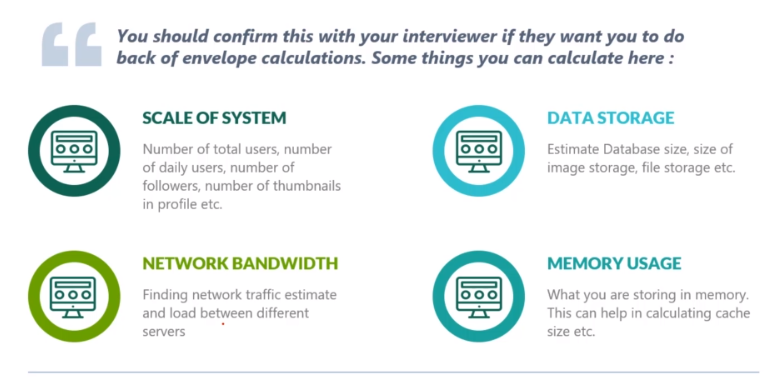 You should confirm this with your interviewer if they want you to do
back of envelope calculations. Some things you can calculate here :
SCALE OF SYSTEM
Number of total users, number
of daily users, number of
followers, number of thumbnails
in profile etc.
DATA STORAGE
Estimate Database size, size of
image storage, file storage etc.
NETWORK BANDWIDTH
Finding network traffic estimate
and load between different
servers
MEMORY USAGE
What you are storing in memory.
This can help in calculating cache
size etc.